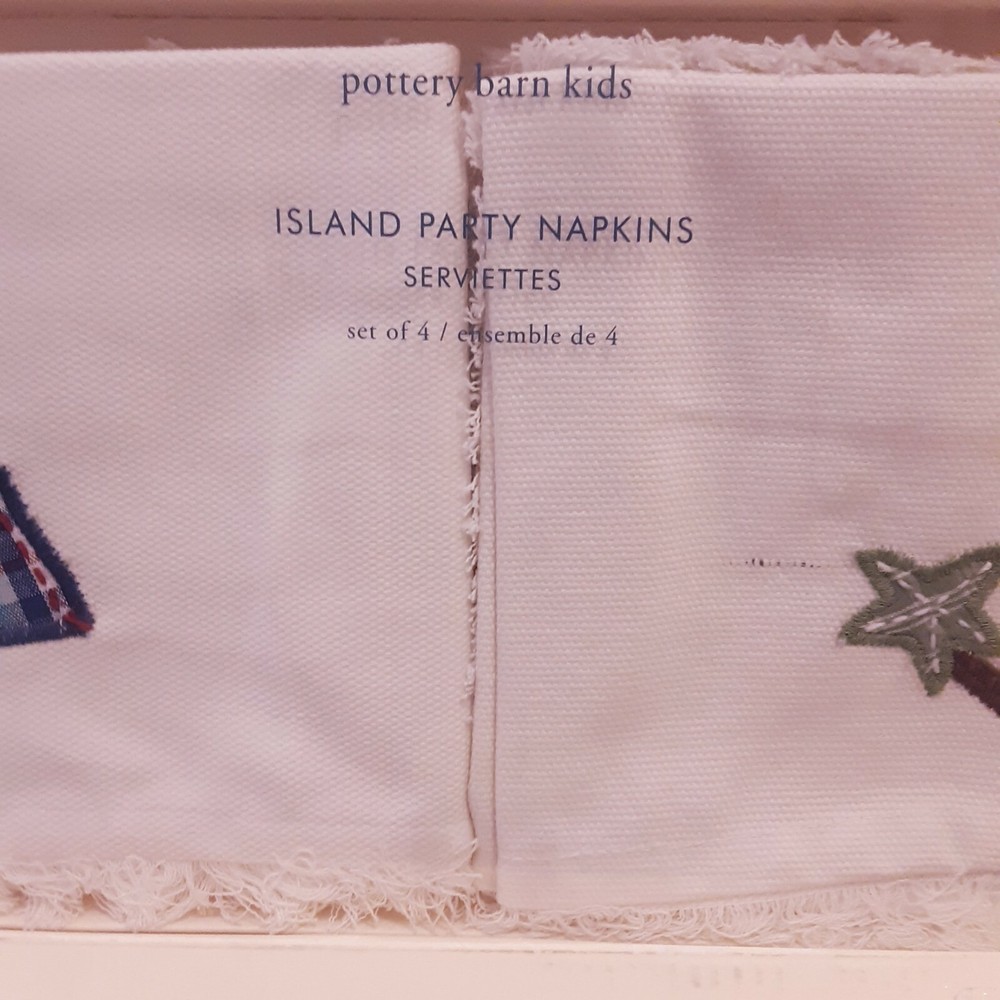 pottery barn kids
ISLAND PARTY NAPKINS
SERVIETTES
set of 4 / ensemble de 4